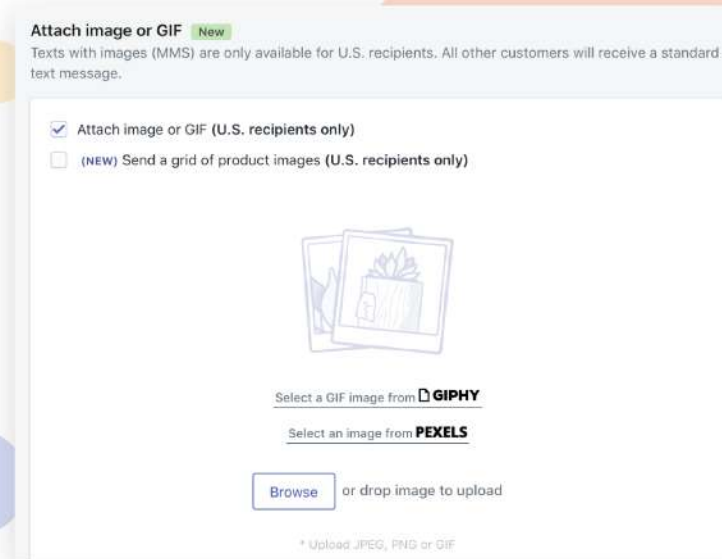 Attach image or GIF New
Texts with images (MMS) are only available for U.S. recipients. All other customers will receive a standard
text message.
Attach image or GIF (U.S. recipients only)
(NEW) Send a grid of product images (U.S. recipients only)
Select a GIF image from GIPHY
Select an image from PEXELS
Browse or drop image to upload
* Upload JPEG, PNG or GIF